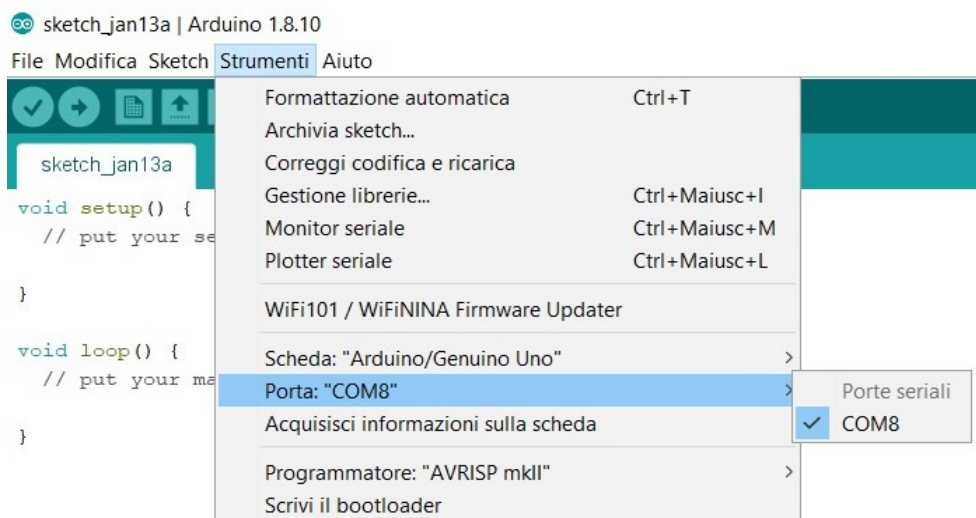 sketch_jan13a | Arduino 1.8.10
File Modifica Sketch Strumenti Aiuto
sketch_jan13a
void setup() {
// put your se
}
void loop() {
// put your ma
}
Formattazione automatica Ctrl+T
Archivia sketch...
Correggi codifica e ricarica
Gestione librerie... Ctrl+Maiusc+I
Monitor seriale Ctrl+Maiusc+M
Plotter seriale Ctrl+Maiusc+L
WiFi101 / WiFiNINA Firmware Updater
Scheda: "Arduino/Genuino Uno"
Porta: "COM8"
Acquisisci informazioni sulla scheda
Programmatore: "AVRISP mkII"
Scrivi il bootloader
Porte seriali
COM8